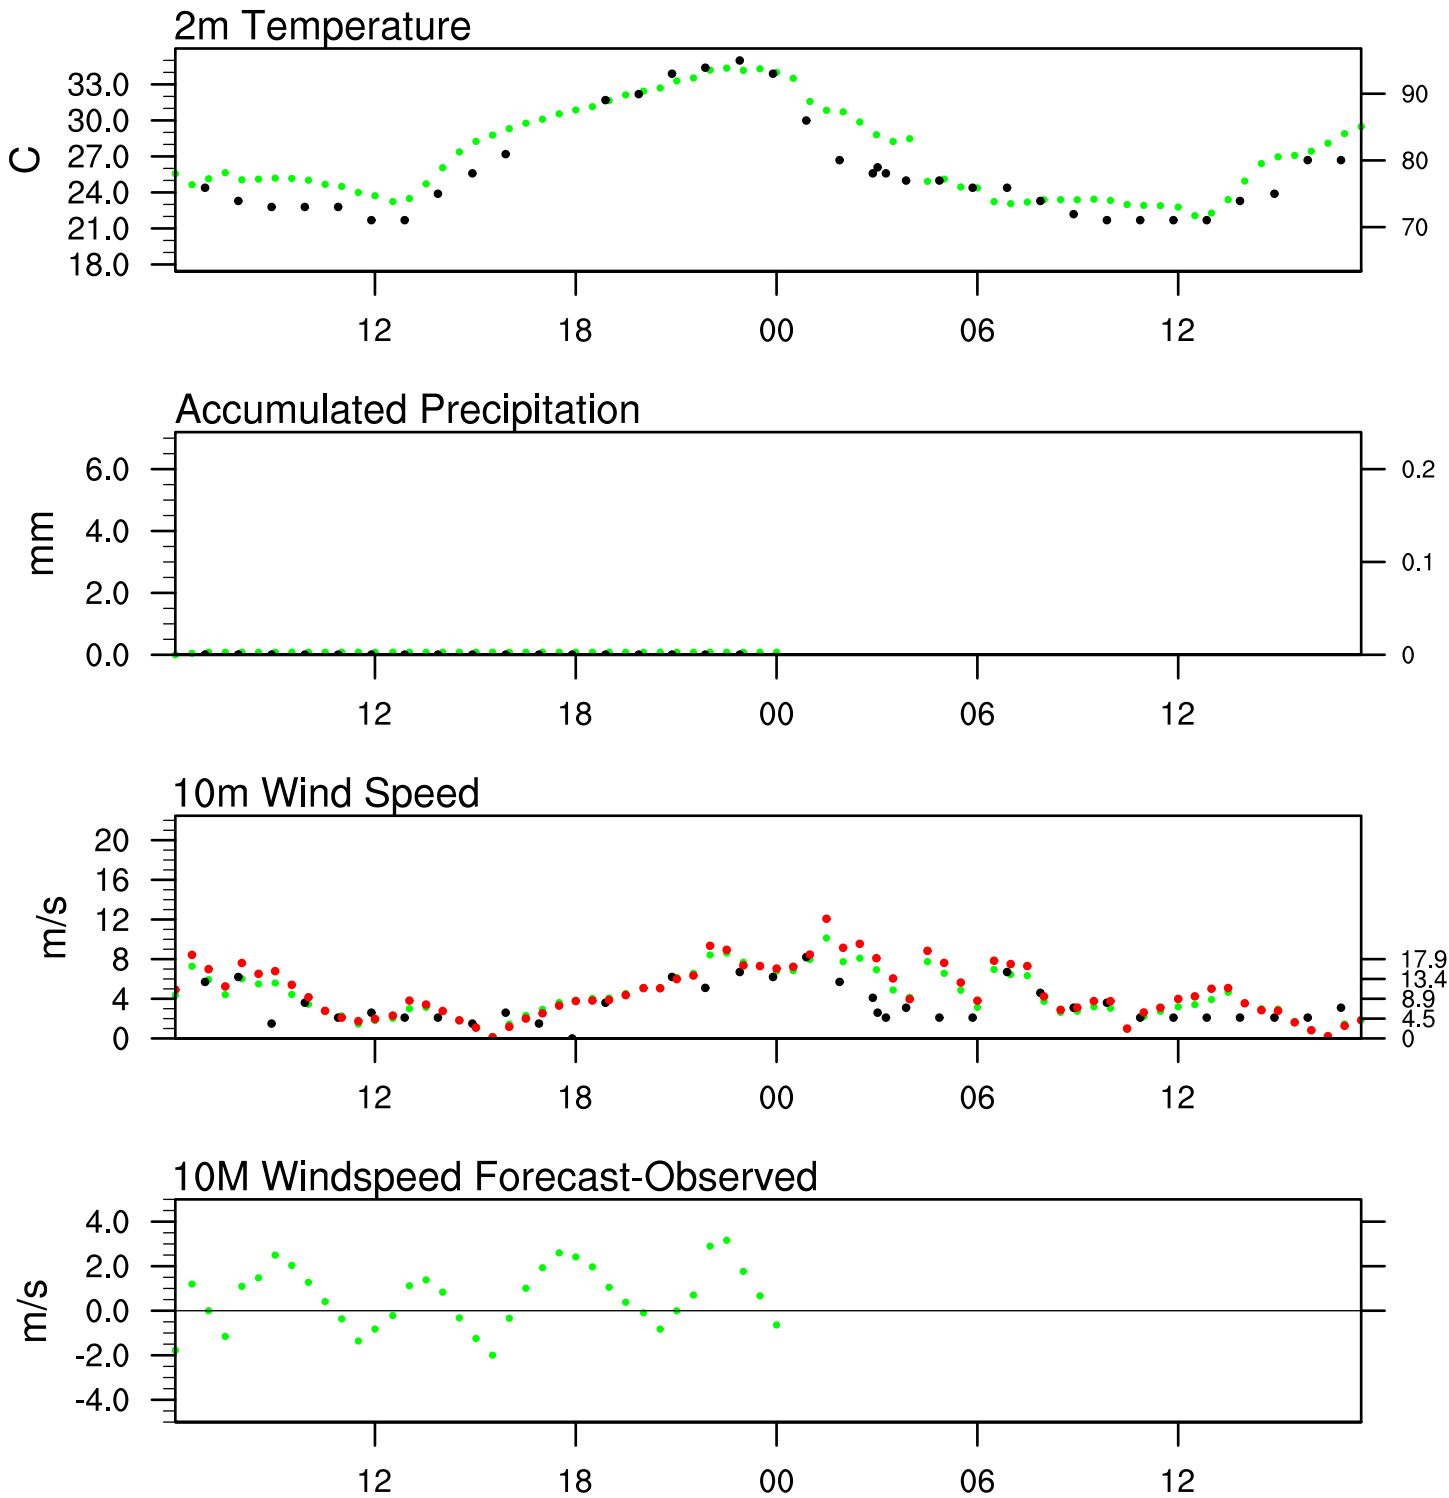 2m Temperature
33.0
30.0
27.0
24.0
21.0
18.0
C
90
80
70
12 18 00 06 12
Accumulated Precipitation
6.0
4.0
2.0
0.0
mm
0.2
0.1
0
12 18 00 06 12
10m Wind Speed
20
16
12
8
4
0
m/s
17.9
13.4
8.9
4.5
0
12 18 00 06 12
10M Windspeed Forecast-Observed
4.0
2.0
0.0
-2.0
-4.0
m/s
12 18 00 06 12